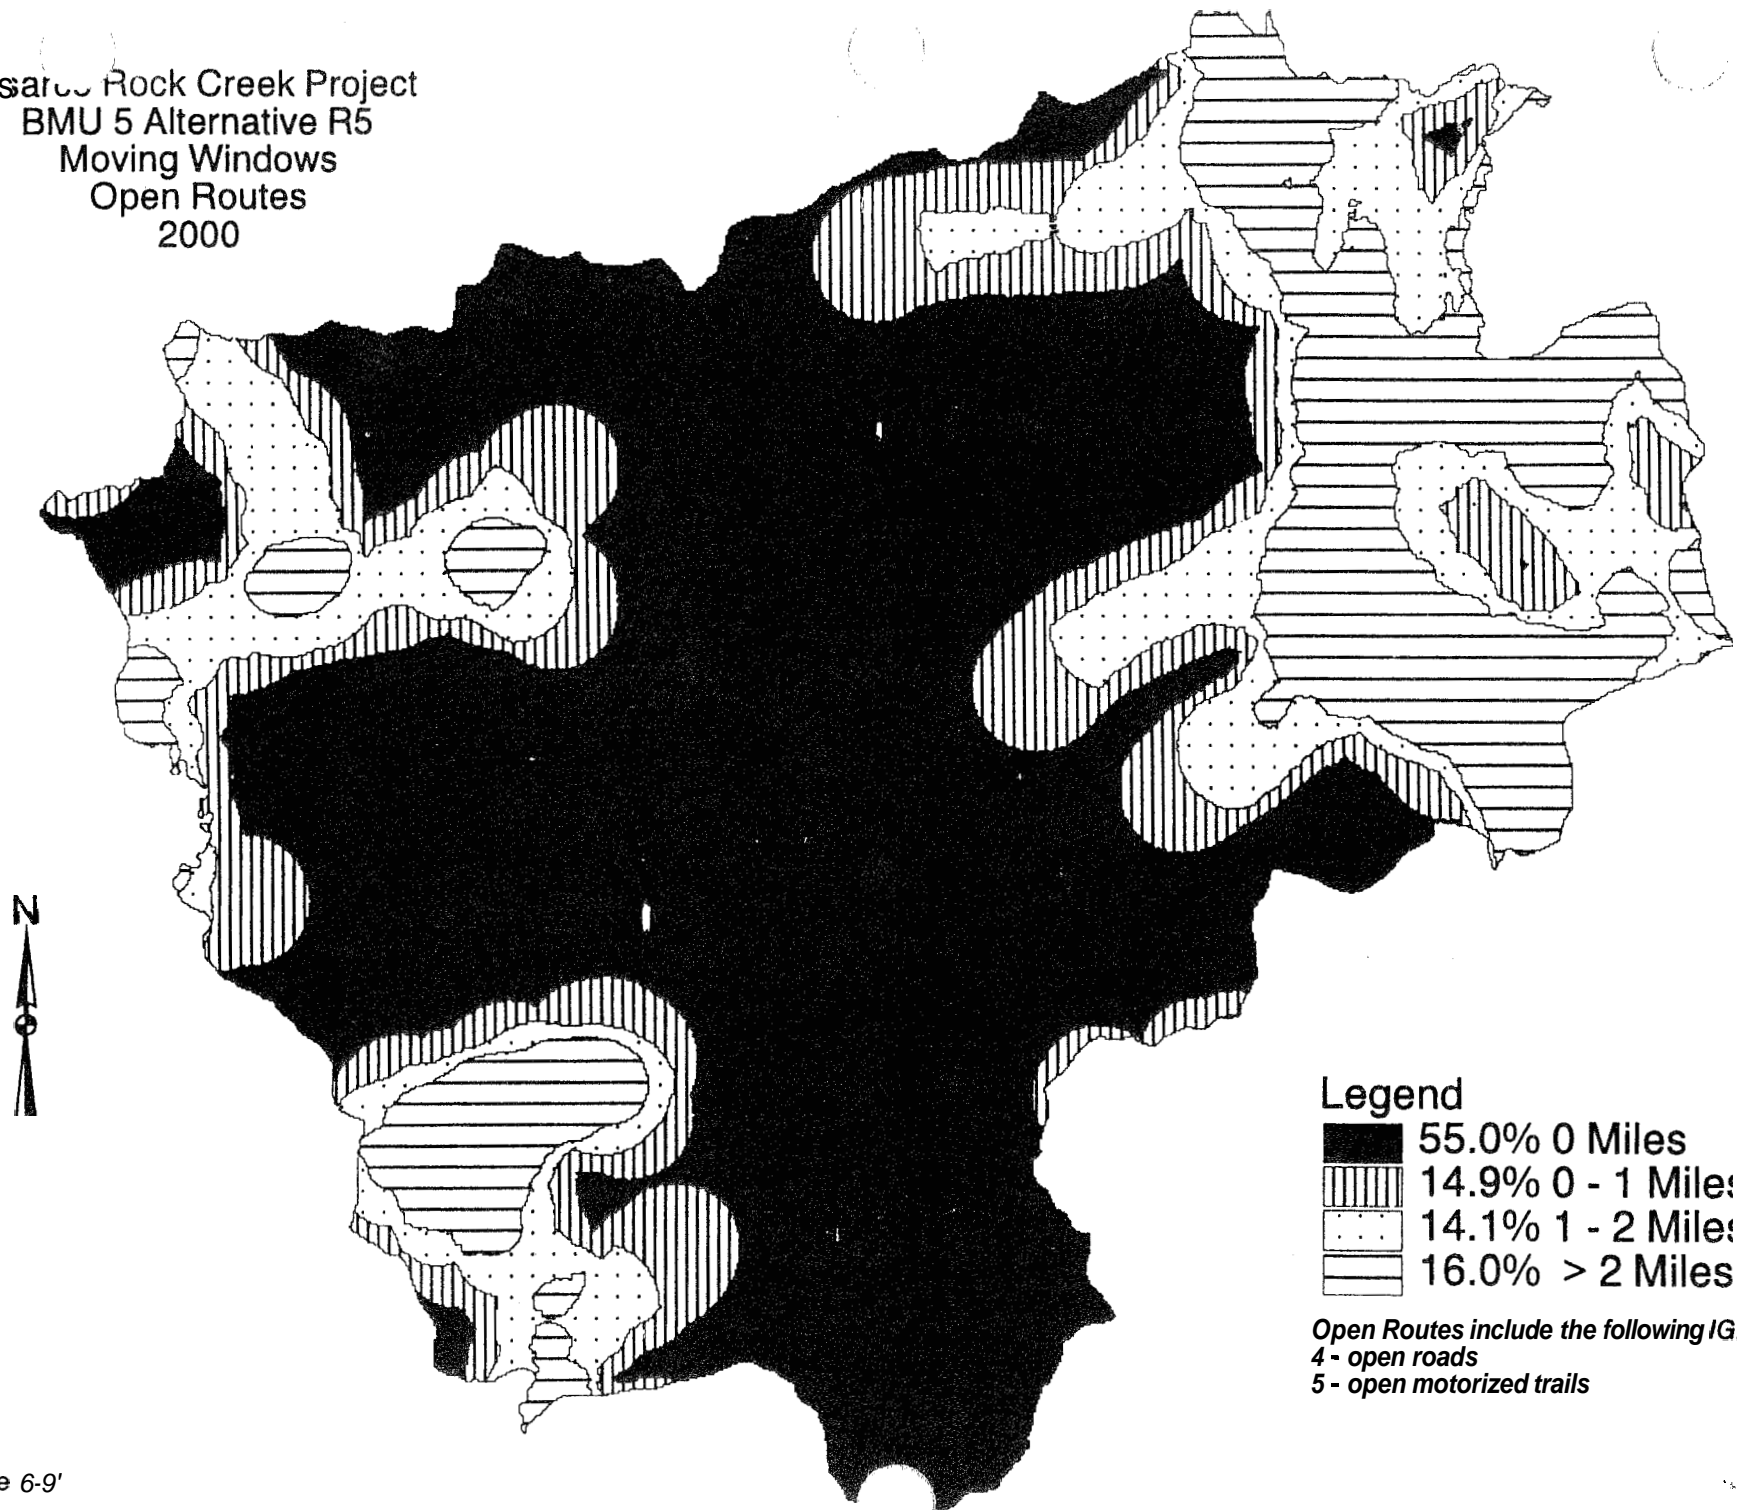 Rock Creek Project
BMU 5 Alternative R5
Moving Windows
Open Routes
2000
N
Legend
55.0% 0 Miles
14.9% 0 - 1 Miles
14.1% 1 - 2 Miles
16.0% > 2 Miles
Open Routes include the following
4 - open roads
5 - open motorized trails
6-9'